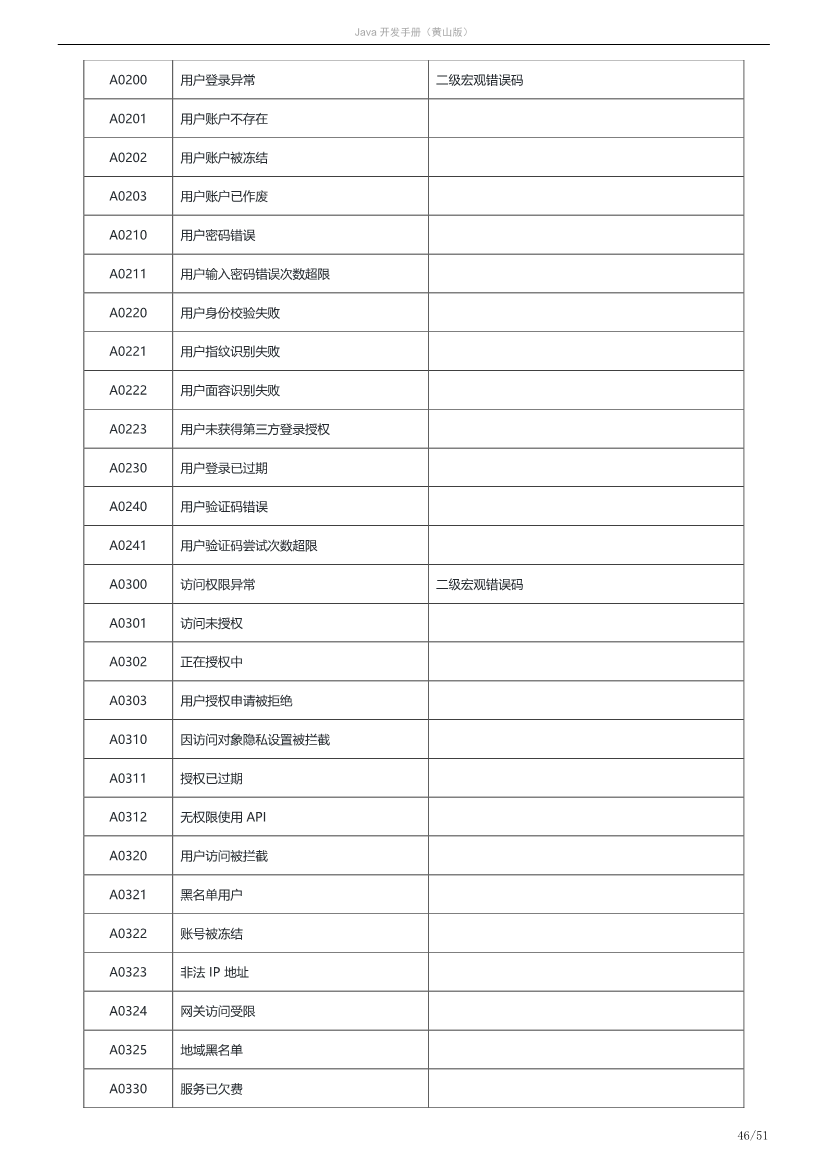 Java 开发手册（黄山版）
A0200 用户登录异常 二级宏观错误码
A0201 用户账户不存在
A0202 用户账户被冻结
A0203 用户账户已作废
A0210 用户密码错误
A0211 用户输入密码错误次数超限
A0220 用户身份校验失败
A0221 用户指纹识别失败
A0222 用户面容识别失败
A0223 用户未获得第三方登录授权
A0230 用户登录已过期
A0240 用户验证码错误
A0241 用户验证码尝试次数超限
A0300 访问权限异常 二级宏观错误码
A0301 访问未授权
A0302 正在授权中
A0303 用户授权申请被拒绝
A0310 因访问对象隐私设置被拦截
A0311 授权已过期
A0312 无权限使用 API
A0320 用户访问被拦截
A0321 黑名单用户
A0322 账号被冻结
A0323 非法 IP 地址
A0324 网关访问受限
A0325 地域黑名单
A0330 服务已欠费
46/51